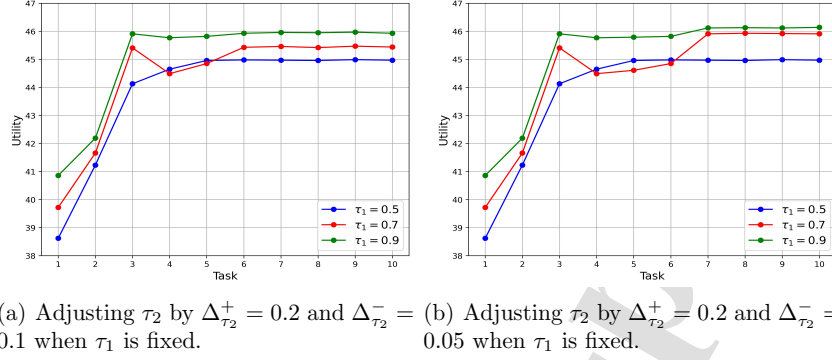 47
46
45
44
43
42
41
40
39
38
Utility
1 2 3 4 5 6 7 8 9 10
Task
τ₁ = 0.5
τ₁ = 0.7
τ₁ = 0.9
47
46
45
44
43
42
41
40
39
38
Utility
1 2 3 4 5 6 7 8 9 10
Task
τ₁ = 0.5
τ₁ = 0.7
τ₁ = 0.9
a) Adjusting τ₂ by Δ⁺τ₂ = 0.2 and Δ⁻τ₂ =
0.1 when τ₁ is fixed.
(b) Adjusting τ₂ by Δ⁺τ₂ = 0.2 and Δ⁻τ₂ =
0.05 when τ₁ is fixed.